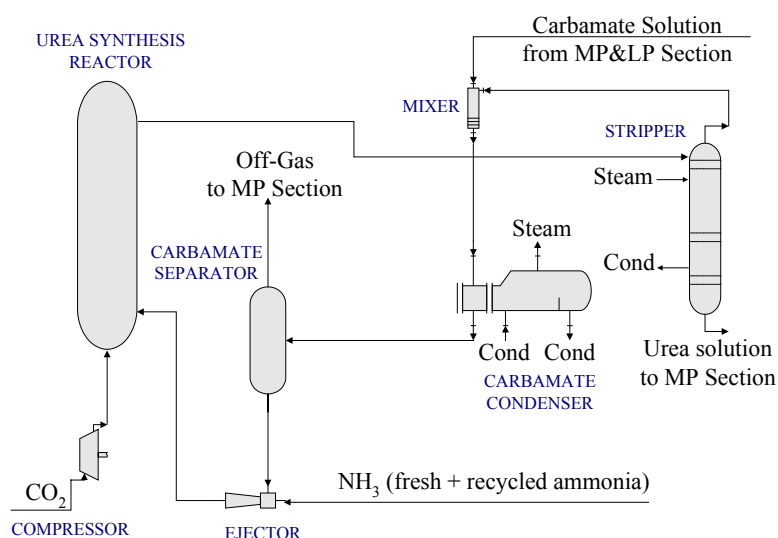 UREA SYNTHESIS
REACTOR
Carbamate Solution
from MP&LP Section
MIXER
STRIPPER
Off-Gas
to MP Section
Steam
Steam
CARBAMATE
SEPARATOR
Cond
Cond
Cond
CARBAMATE
CONDENSER
Urea solution
to MP Section
CO2
NH3 (fresh + recycled ammonia)
COMPRESSOR
EJECTOR